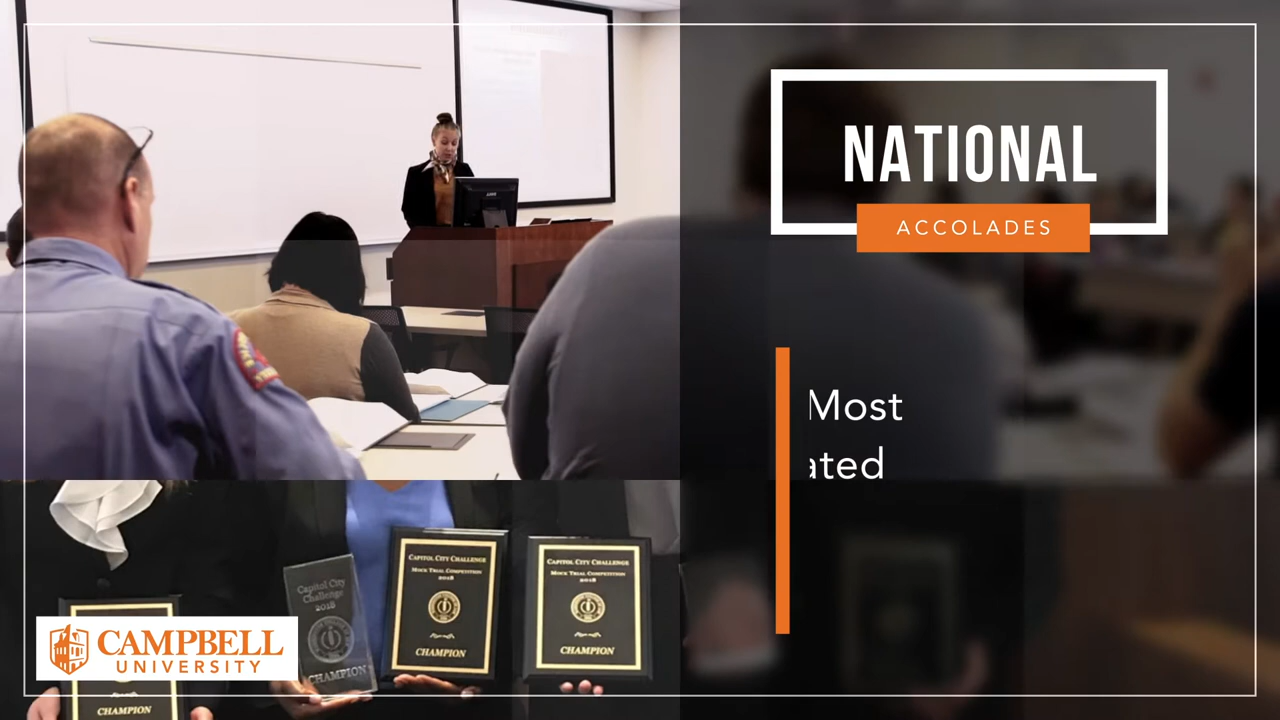 NATIONAL
ACCOLADES
Most
ated
CAPITOL CITY CHALLENGE
MOCK TRIAL COMPETITION
2018
CHAMPION
CAPITOL CITY CHALLENGE
MOCK TRIAL COMPETITION
2018
CHAMPION
Capitol City
Challenge
2018
CHAMPION
CAMPBELL
UNIVERSITY
CHAMPION